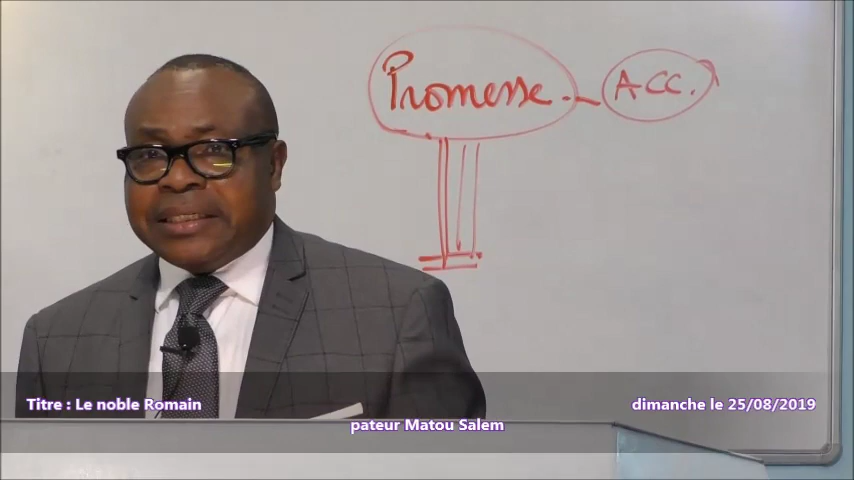 Promesse - ACC.
Titre : Le noble Romain
dimanche le 25/08/2019
pateur Matou Salem